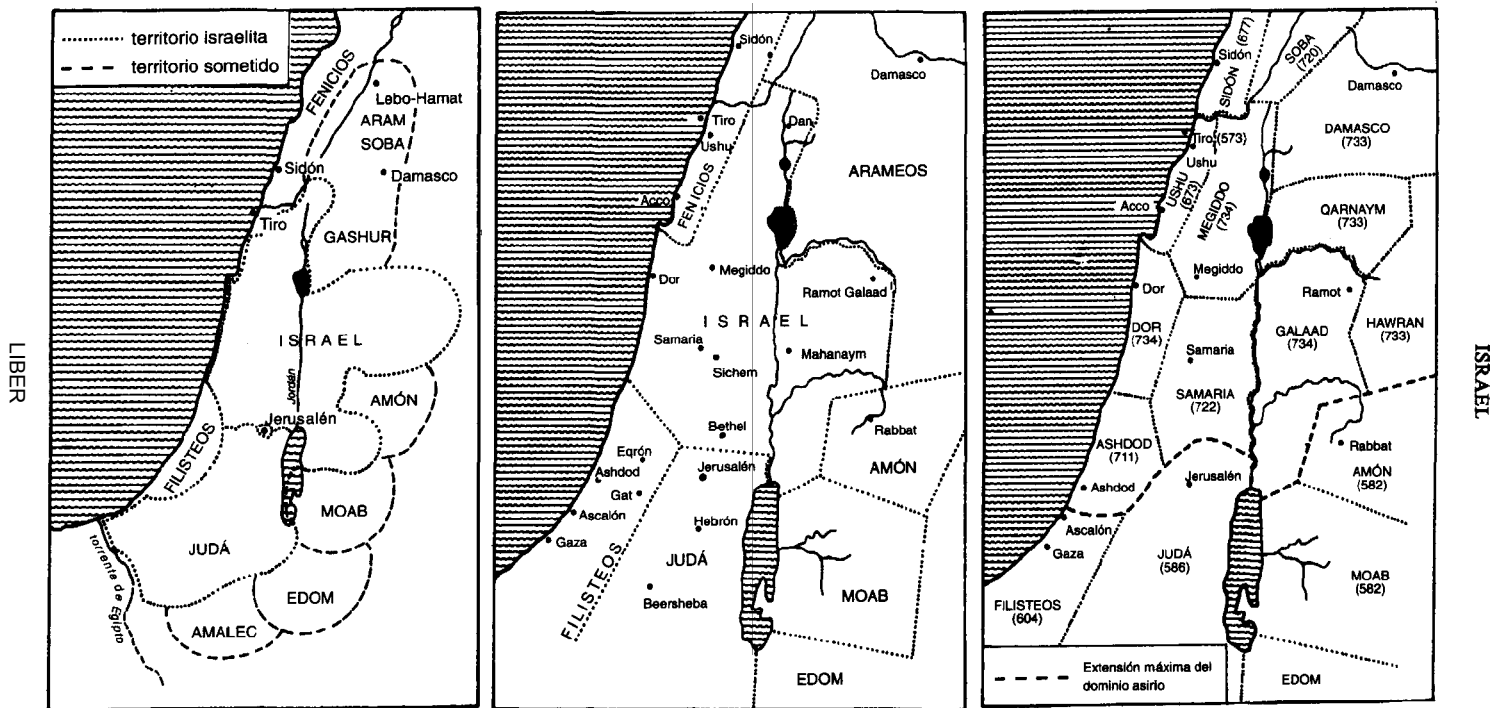 LIBER
territorio israelita
territorio sometido
FENICIOS
Lebo-Hamat
ARAM
SOBA
Sidón
Damasco
Tiro
GASHUR
ISRAEL
Jordán
AMÓN
Jerusalén
FILISTEOS
MOAB
JUDÁ
torrente de Egipto
EDOM
AMALEC
Sidón
Damasco
Tiro
Dan
Ushu
FENICIOS
ARAMEOS
Acco
Megiddo
Dor
Ramot Galaad
ISRAEL
Samaria
Mahanaym
Sichem
Bethel
Rabbat
Eqrón
Jerusalén
AMÓN
Ashdod
Gat
Ascalón
Hebrón
Gaza
JUDÁ
FILISTEOS
Beersheba
MOAB
EDOM
SIDÓN (677)
SOBA
(720)
Sidón
Damasco
DAMASCO
(733)
Tiro (573)
Ushu
USHU
(673)
MEGIDDO
(734)
Acco
QARNAYM
(733)
Megiddo
Dor
Ramot
DOR
(734)
GALAAD
(734)
HAWRAN
(733)
Samaria
SAMARIA
(722)
ASHDOD
(711)
Rabbat
AMÓN
(582)
Jerusalén
Ashdod
Ascalón
Gaza
JUDÁ
(586)
MOAB
(582)
FILISTEOS
(604)
Extensión máxima del
dominio asirio
EDOM
ISRAEL